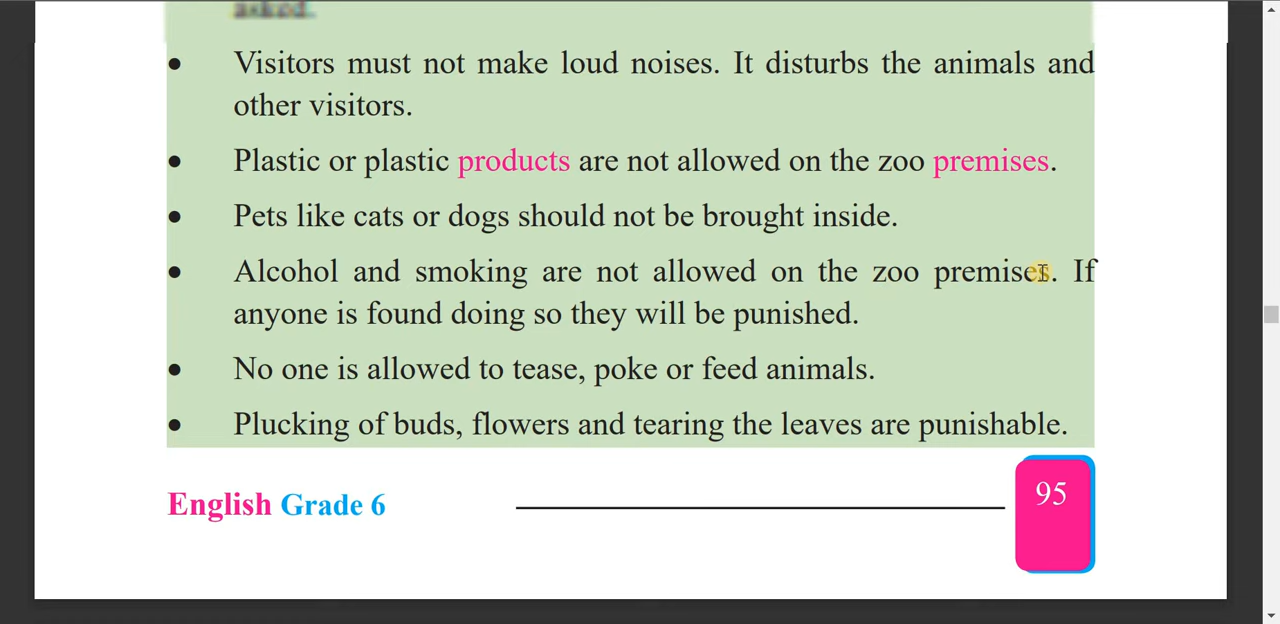 asked.
• Visitors must not make loud noises. It disturbs the animals and
other visitors.
• Plastic or plastic products are not allowed on the zoo premises.
• Pets like cats or dogs should not be brought inside.
• Alcohol and smoking are not allowed on the zoo premises. If
anyone is found doing so they will be punished.
• No one is allowed to tease, poke or feed animals.
• Plucking of buds, flowers and tearing the leaves are punishable.
English Grade 6
95